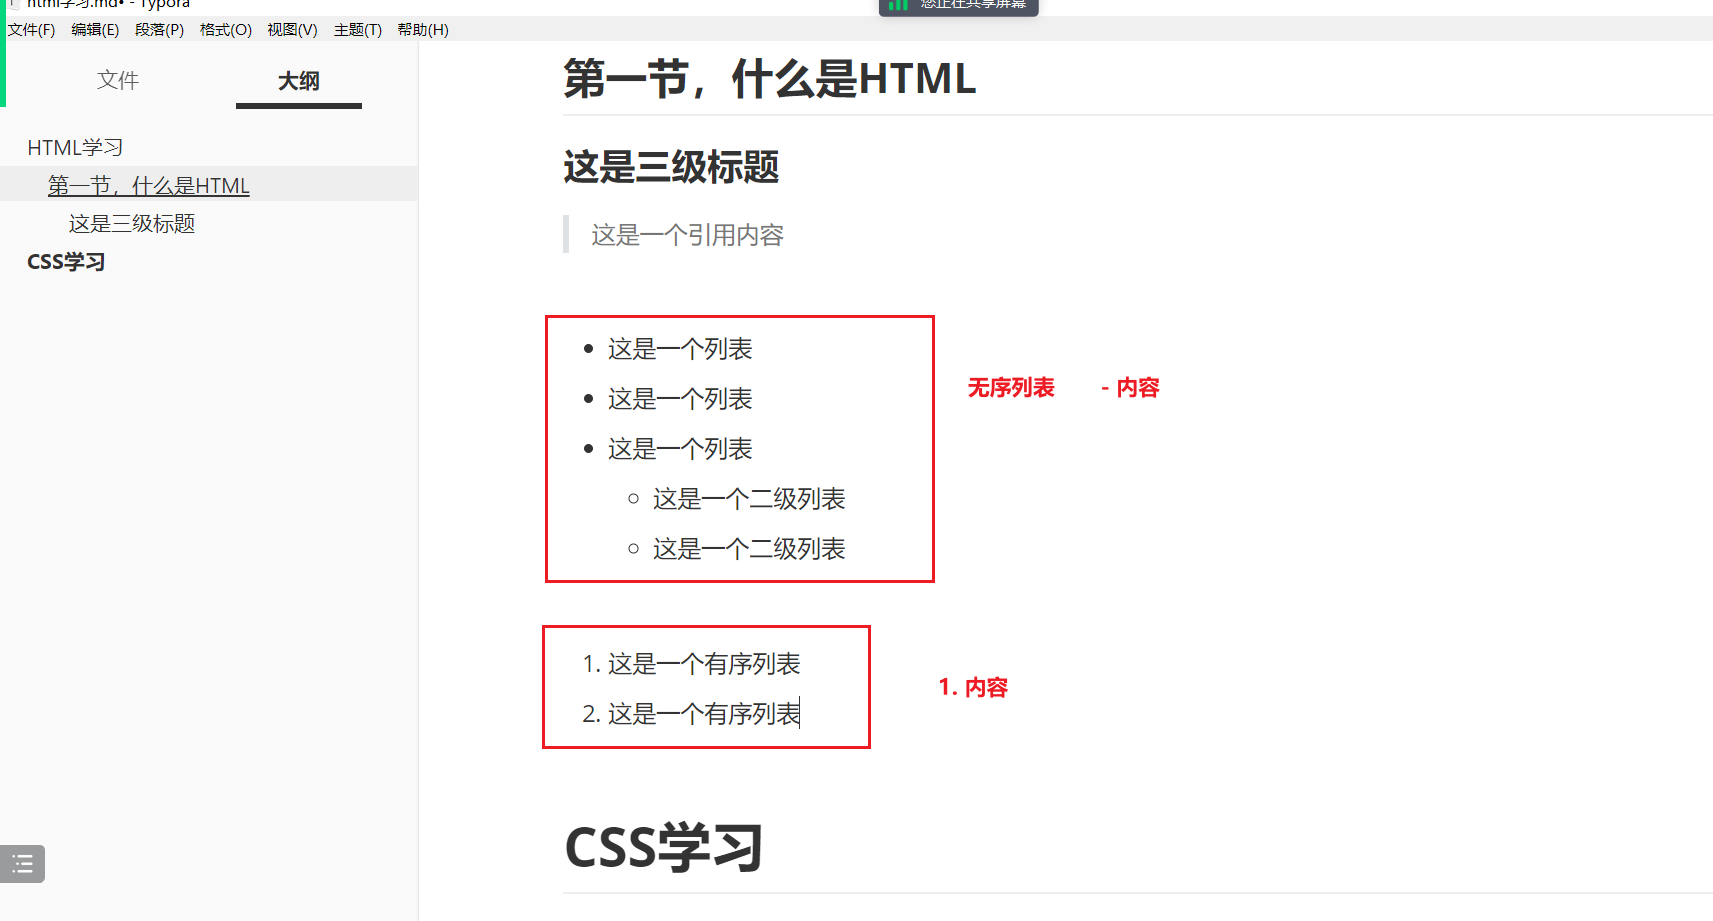 html学习.md• - Typora
您正在共享屏幕
文件(F) 编辑(E) 段落(P) 格式(O) 视图(V) 主题(T) 帮助(H)
文件 大纲
HTML学习
第一节，什么是HTML
这是三级标题
CSS学习
第一节，什么是HTML
这是三级标题
这是一个引用内容
• 这是一个列表
• 这是一个列表
• 这是一个列表
◦ 这是一个二级列表
◦ 这是一个二级列表
无序列表 - 内容
1. 这是一个有序列表
2. 这是一个有序列表
1. 内容
CSS学习